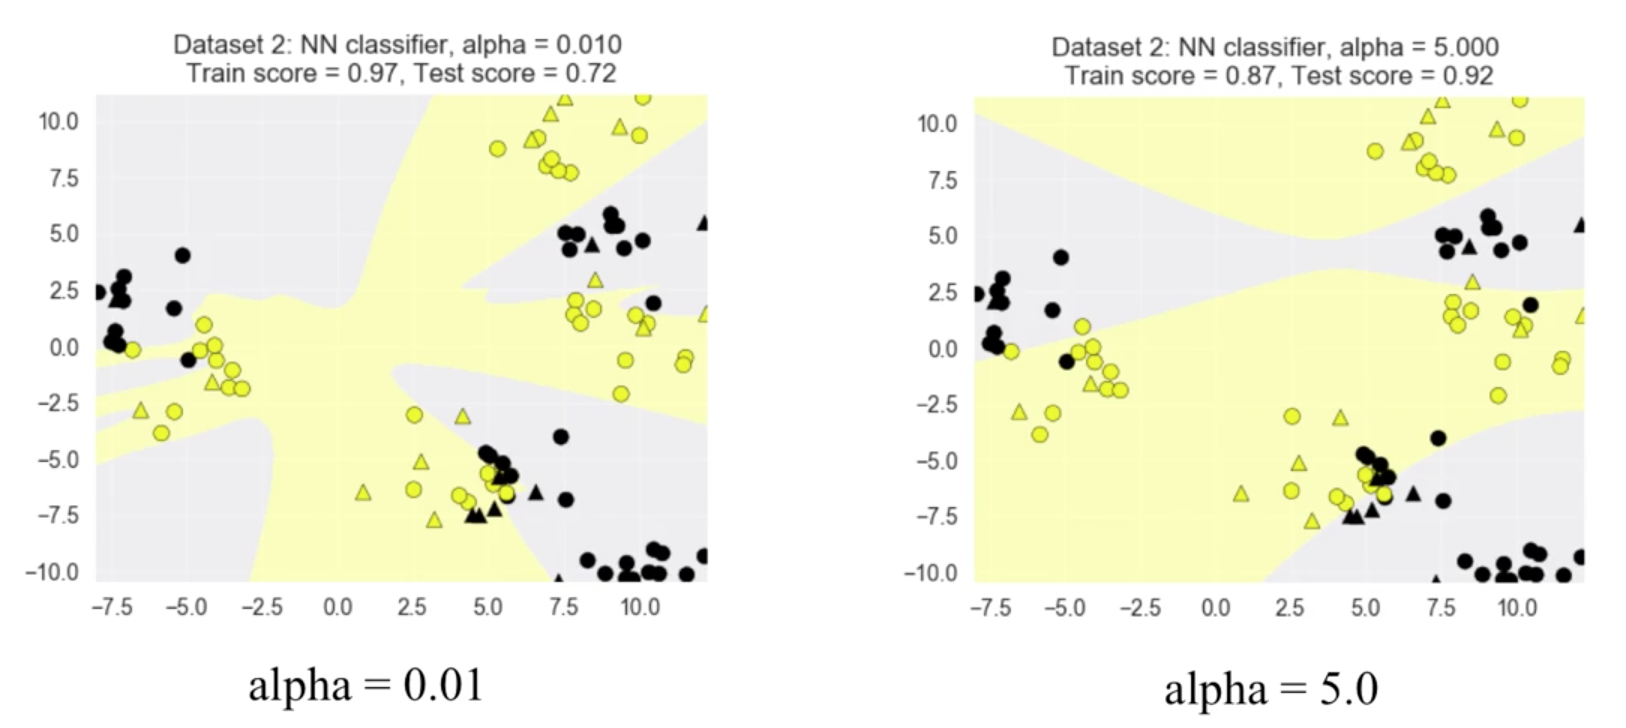 Dataset 2: NN classifier, alpha = 0.010
Train score = 0.97, Test score = 0.72
10.0
7.5
5.0
2.5
0.0
−2.5
−5.0
−7.5
−10.0
−7.5 −5.0 −2.5 0.0 2.5 5.0 7.5 10.0
alpha = 0.01
Dataset 2: NN classifier, alpha = 5.000
Train score = 0.87, Test score = 0.92
10.0
7.5
5.0
2.5
0.0
−2.5
−5.0
−7.5
−10.0
−7.5 −5.0 −2.5 0.0 2.5 5.0 7.5 10.0
alpha = 5.0